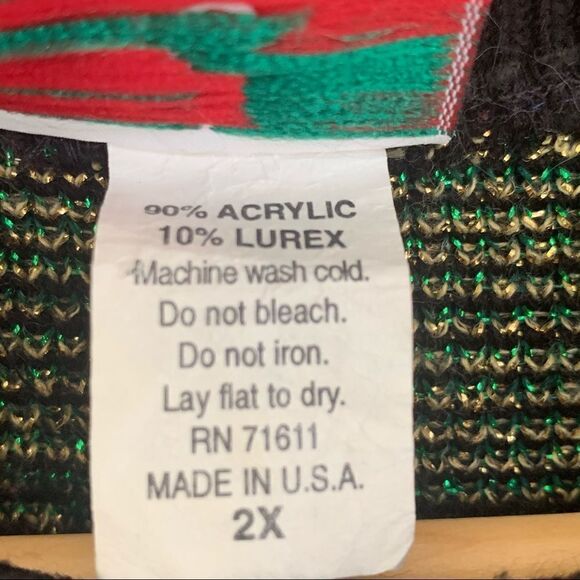 90% ACRYLIC
10% LUREX
Machine wash cold.
Do not bleach.
Do not iron.
Lay flat to dry.
RN 71611
MADE IN U.S.A.
2X